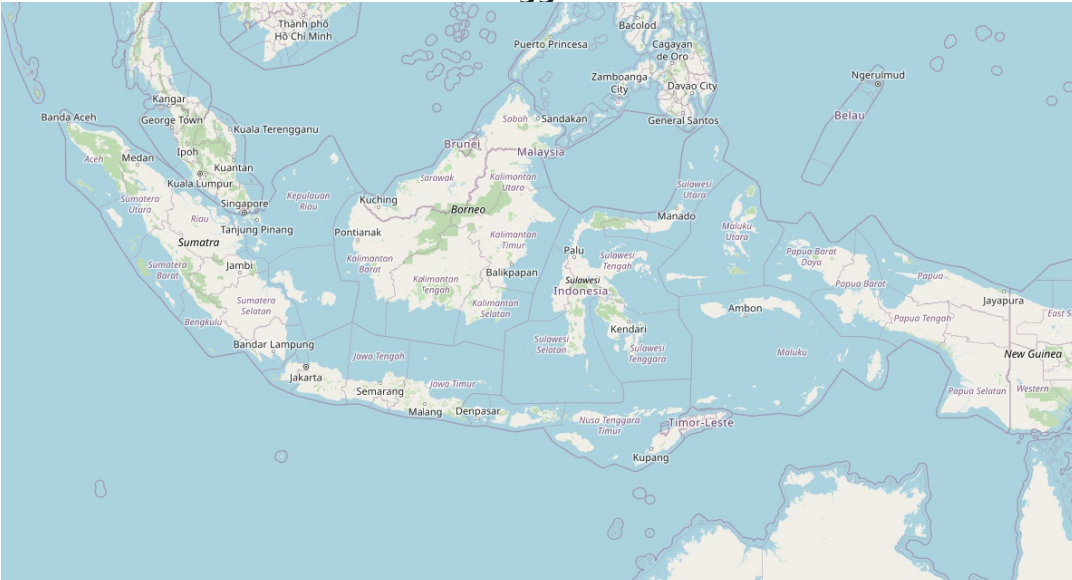 Thành phố
Hồ Chí Minh
Bacolod
Puerto Princesa
Cagayan
de Oro
Zamboanga
City
Davao City
Ngerulmud
Kangar
Banda Aceh
George Town
Kuala Terengganu
Sabah
Sandakan
General Santos
Belau
Brunei
Malaysia
Ipoh
Aceh
Medan
Kuantan
Kuala Lumpur
Sarawak
Kalimantan
Utara
Sulawesi
Utara
Sumatera
Utara
Singapore
Kepulauan
Riau
Kuching
Borneo
Manado
Riau
Tanjung Pinang
Pontianak
Maluku
Utara
Sumatra
Kalimantan
Timur
Palu
Papua Barat
Daya
Sumatera
Barat
Jambi
Kalimantan
Barat
Balikpapan
Sulawesi
Tengah
Kalimantan
Tengah
Sulawesi
Indonesia
Papua Barat
Papua
Sumatera
Selatan
Kalimantan
Selatan
Ambon
Jayapura
Bengkulu
Papua Tengah
East S
Kendari
Bandar Lampung
Sulawesi
Selatan
Sulawesi
Tenggara
Maluku
New Guinea
Jawa Tengah
Jakarta
Jawa Timur
Semarang
Papua Selatan
Western
Malang
Denpasar
Nusa Tenggara
Timur
Timor-Leste
Kupang